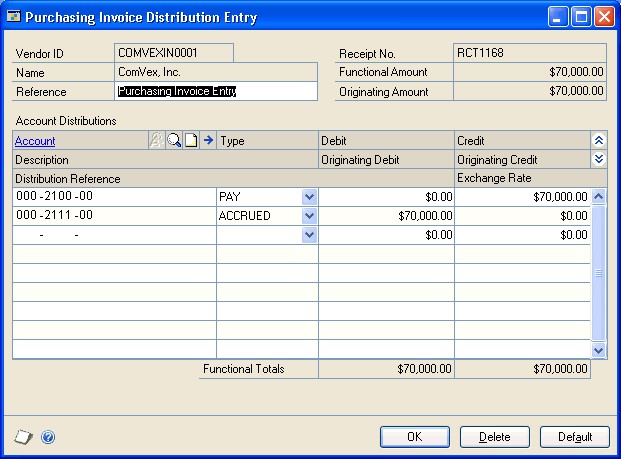 Purchasing Invoice Distribution Entry
Vendor ID COMVEXIN0001 Receipt No. RCT1168
Name ComVex, Inc. Functional Amount $70,000.00
Reference Purchasing Invoice Entry Originating Amount $70,000.00
Account Distributions
Account Type Debit Credit
Description Originating Debit Originating Credit
Distribution Reference Exchange Rate
000 -2100 -00 PAY $0.00 $70,000.00
000 -2111 -00 ACCRUED $70,000.00 $0.00
- - $0.00 $0.00
Functional Totals $70,000.00 $70,000.00
OK Delete Default